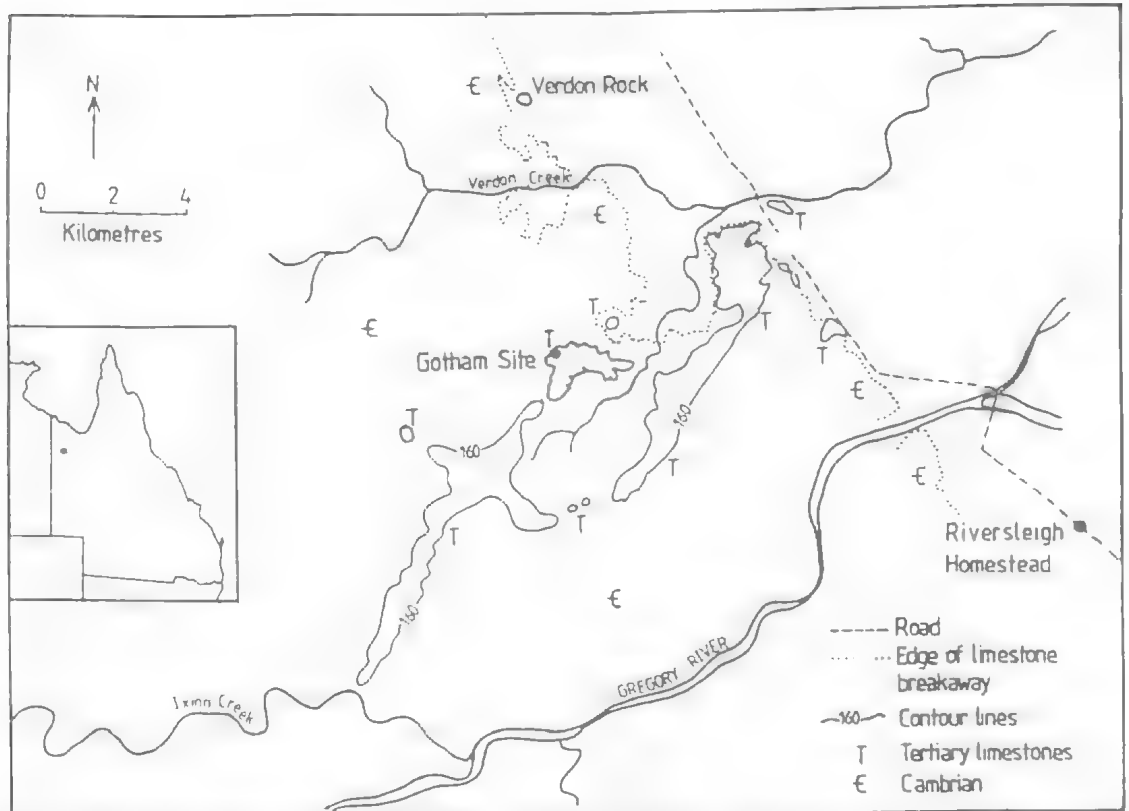 N
0 2 4
Kilometres
Є
Verdon Rock
Verdon Creek
Є
T
T
T
Є
T
Gotham Site
T
T
Є
T
160
T
Є
T
T
160
Є
Riversleigh
Homestead
GREGORY RIVER
Creek
Road
Edge of limestone
breakaway
160 Contour lines
T Tertiary limestones
Є Cambrian